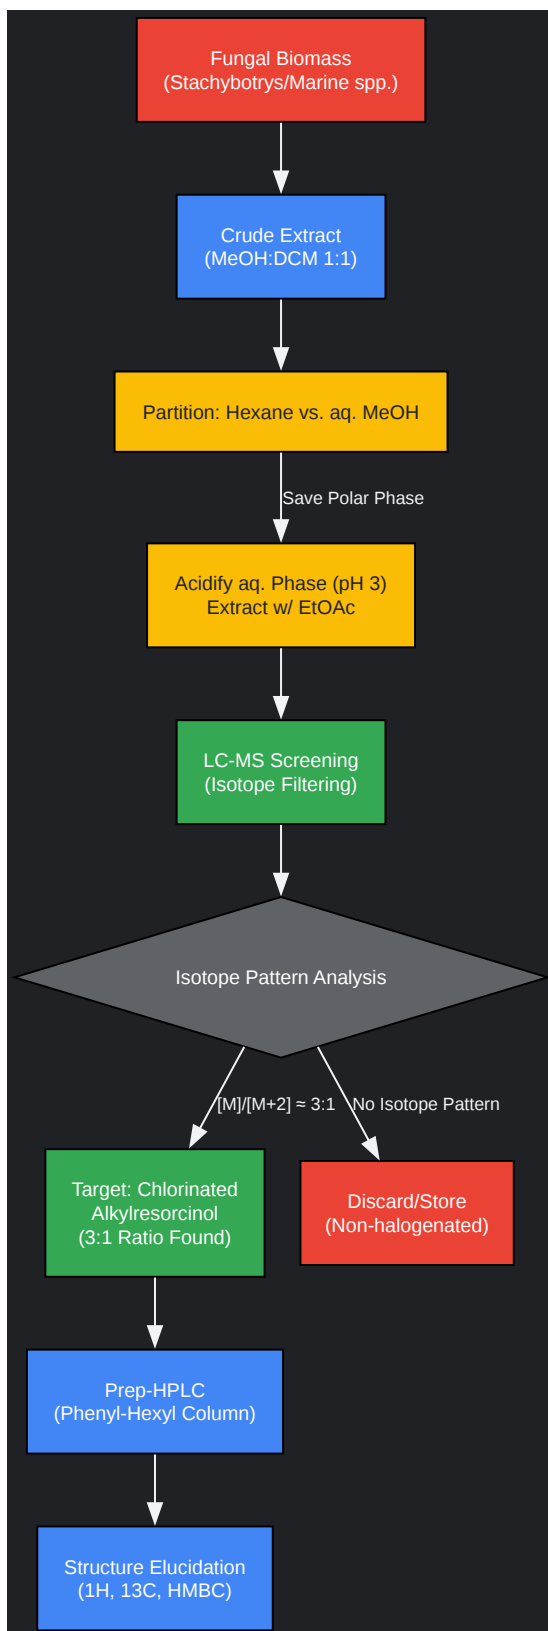 Fungal Biomass
(Stachybotrys/Marine spp.)
Crude Extract
(MeOH:DCM 1:1)
Partition: Hexane vs. aq. MeOH
Save Polar Phase
Acidify aq. Phase (pH 3)
Extract w/ EtOAc
LC-MS Screening
(Isotope Filtering)
Isotope Pattern Analysis
[M]/[M+2] ≈ 3:1
No Isotope Pattern
Target: Chlorinated
Alkylresorcinol
(3:1 Ratio Found)
Discard/Store
(Non-halogenated)
Prep-HPLC
(Phenyl-Hexyl Column)
Structure Elucidation
(1H, 13C, HMBC)